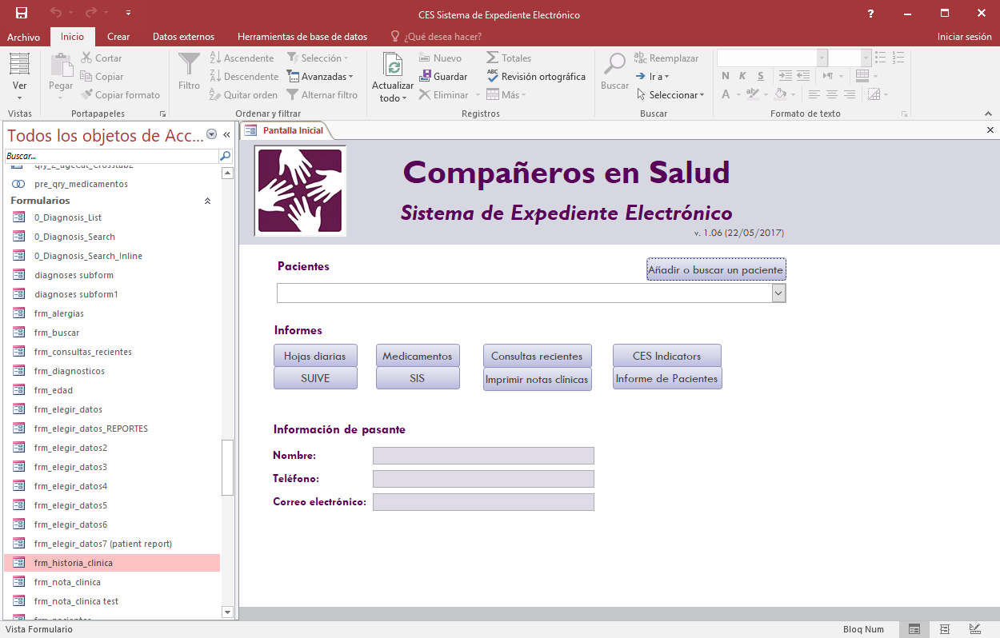 CES Sistema de Expediente Electrónico
?
Archivo Inicio Crear Datos externos Herramientas de base de datos ¿Qué desea hacer? Iniciar sesión
Ver
Vistas
Pegar
Cortar
Copiar
Copiar formato
Portapapeles
Filtro
Ascendente
Descendente
Quitar orden
Selección
Avanzadas
Alternar filtro
Ordenar y filtrar
Actualizar
todo
Nuevo
Guardar
Eliminar
Totales
Revisión ortográfica
Más
Registros
Buscar
Reemplazar
Ir a
Seleccionar
Buscar
N K S
A
Formato de texto
Todos los objetos de Acc...
Buscar...
qry_2_agecat_Crosstab2
pre_qry_medicamentos
Formularios
0_Diagnosis_List
0_Diagnosis_Search
0_Diagnosis_Search_Inline
diagnoses subform
diagnoses subform1
frm_alergias
frm_buscar
frm_consultas_recientes
frm_diagnosticos
frm_edad
frm_elegir_datos
frm_elegir_datos_REPORTES
frm_elegir_datos2
frm_elegir_datos3
frm_elegir_datos4
frm_elegir_datos5
frm_elegir_datos6
frm_elegir_datos7 (patient report)
frm_historia_clinica
frm_nota_clinica
frm_nota_clinica test
frm_pacientes
Pantalla Inicial
Compañeros en Salud
Sistema de Expediente Electrónico
v. 1.06 (22/05/2017)
Pacientes
Añadir o buscar un paciente
Informes
Hojas diarias Medicamentos Consultas recientes CES Indicators
SUIVE SIS Imprimir notas clínicas Informe de Pacientes
Información de pasante
Nombre:
Teléfono:
Correo electrónico:
Vista Formulario
Bloq Num